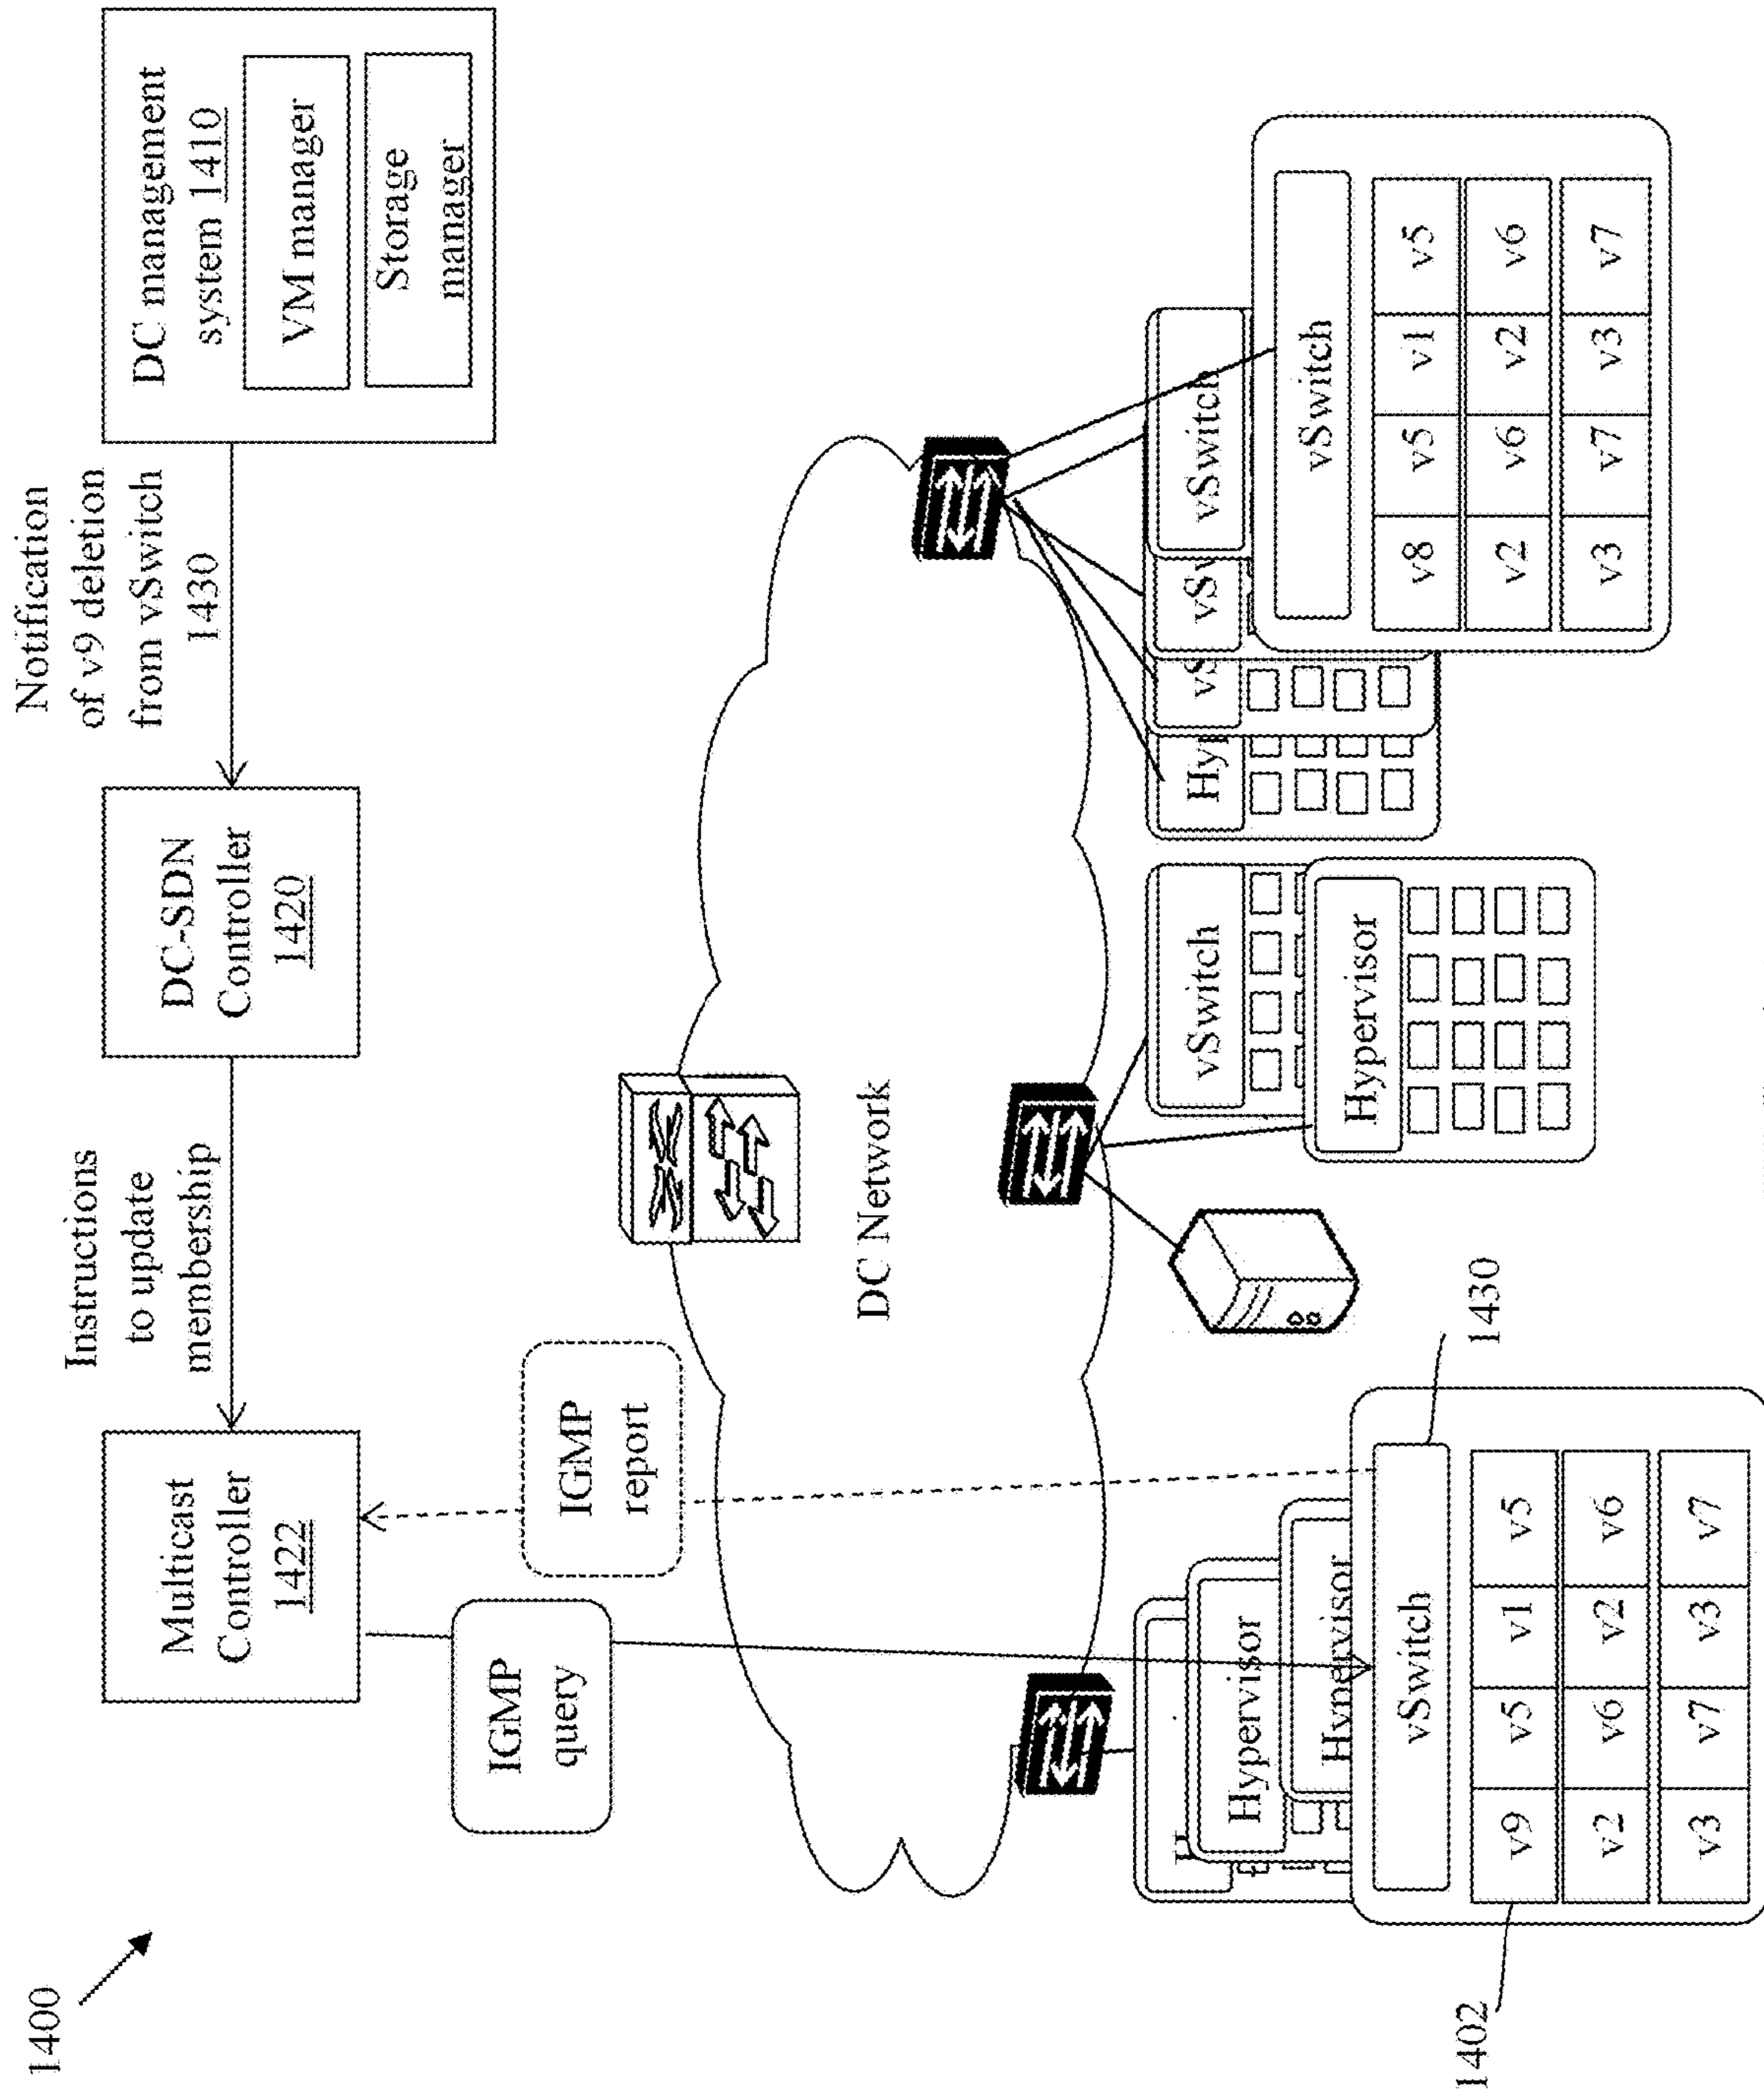 1400
Multicast
Controller
1422
Instructions
to update
membership
DC-SDN
Controller
1420
Notification
of v9 deletion
from vSwitch
1430
DC management
system 1410
VM manager
Storage
manager
IGMP
query
IGMP
report
DC Network
Hypervisor
Hypervisor
vSwitch
1430
v9 v5 v1 v5
v2 v6 v2 v6
v3 v7 v3 v7
1402
vSwitch
Hypervisor
Hyp
vS
vSw
vSwitch
vSwitch
v8 v5 v1 v5
v2 v6 v2 v6
v3 v7 v3 v7